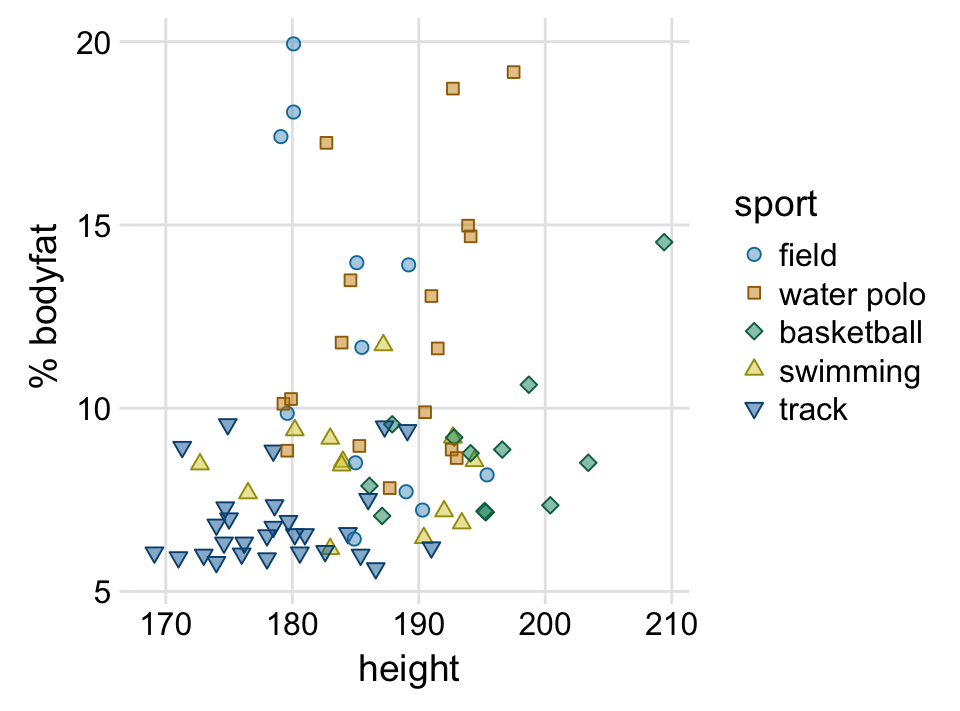 20
15
10
5
% bodyfat
170 180 190 200 210
height
sport
field
water polo
basketball
swimming
track